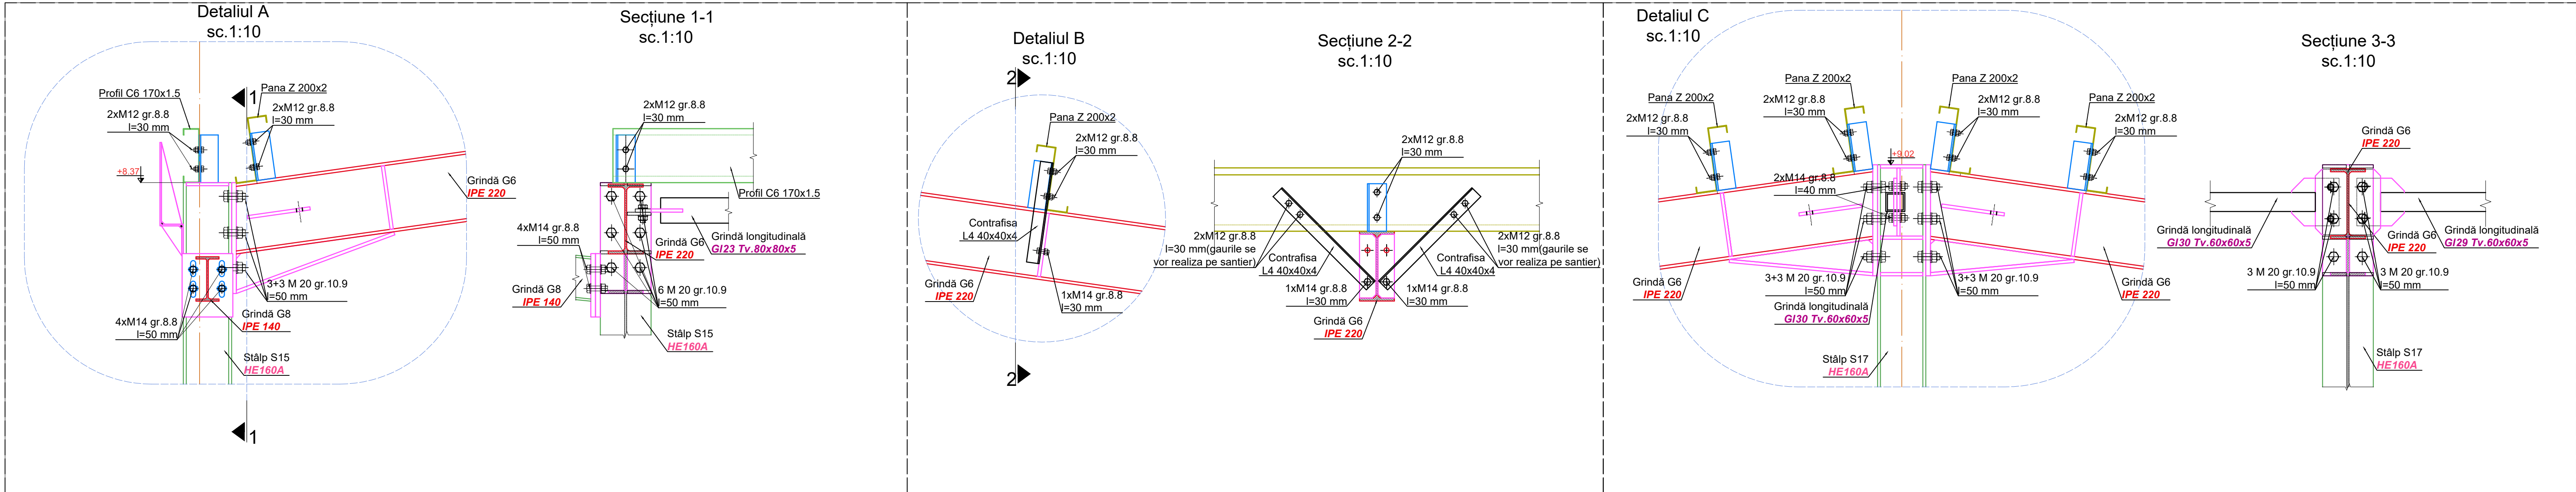 Detaliul A
sc.1:10
Profil C6 170x1.5
2xM12 gr.8.8
l=30 mm
1
Pana Z 200x2
2xM12 gr.8.8
l=30 mm
+8.37
Grindă G6
IPE 220
3+3 M 20 gr.10.9
l=50 mm
Grindă G8
IPE 140
4xM14 gr.8.8
l=50 mm
Stâlp S15
HE160A
1
Secțiune 1-1
sc.1:10
2xM12 gr.8.8
l=30 mm
Profil C6 170x1.5
4xM14 gr.8.8
l=50 mm
Grindă G6
IPE 220
Grindă longitudinală
Gl23 Tv.80x80x5
Grindă G8
IPE 140
6 M 20 gr.10.9
l=50 mm
Stâlp S15
HE160A
Detaliul B
sc.1:10
2
Pana Z 200x2
2xM12 gr.8.8
l=30 mm
Contrafisa
L4 40x40x4
Grindă G6
IPE 220
1xM14 gr.8.8
l=30 mm
2
Secțiune 2-2
sc.1:10
2xM12 gr.8.8
l=30 mm
2xM12 gr.8.8
l=30 mm(gaurile se
vor realiza pe santier)
Contrafisa
L4 40x40x4
Contrafisa
L4 40x40x4
2xM12 gr.8.8
l=30 mm(gaurile se
vor realiza pe santier)
1xM14 gr.8.8
l=30 mm
1xM14 gr.8.8
l=30 mm
Grindă G6
IPE 220
Detaliul C
sc.1:10
Pana Z 200x2
2xM12 gr.8.8
l=30 mm
Pana Z 200x2
2xM12 gr.8.8
l=30 mm
Pana Z 200x2
2xM12 gr.8.8
l=30 mm
Pana Z 200x2
2xM12 gr.8.8
l=30 mm
+9.02
2xM14 gr.8.8
l=40 mm
Grindă G6
IPE 220
3+3 M 20 gr.10.9
l=50 mm
Grindă longitudinală
Gl30 Tv.60x60x5
3+3 M 20 gr.10.9
l=50 mm
Grindă G6
IPE 220
Stâlp S17
HE160A
Secțiune 3-3
sc.1:10
Grindă G6
IPE 220
Grindă longitudinală
Gl30 Tv.60x60x5
Grindă G6
IPE 220
Grindă longitudinală
Gl29 Tv.60x60x5
3 M 20 gr.10.9
l=50 mm
3 M 20 gr.10.9
l=50 mm
Stâlp S17
HE160A